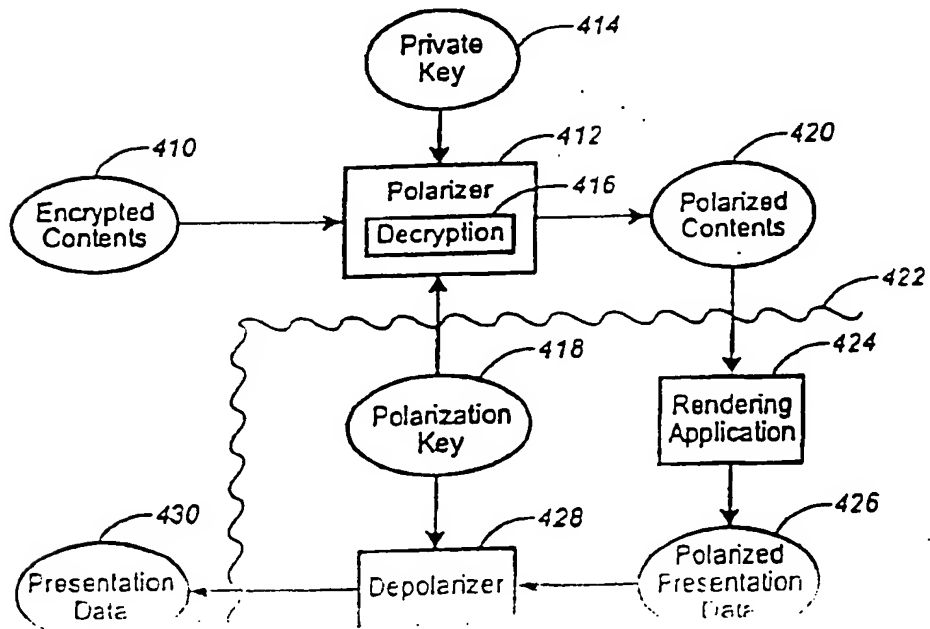 Private
Key
414
410
Encrypted
Contents
412
Polarizer
416
Decryption
420
Polarized
Contents
422
418
Polarization
Key
424
Rendering
Application
430
Presentation
Data
428
Depolarizer
426
Polarized
Presentation
Data